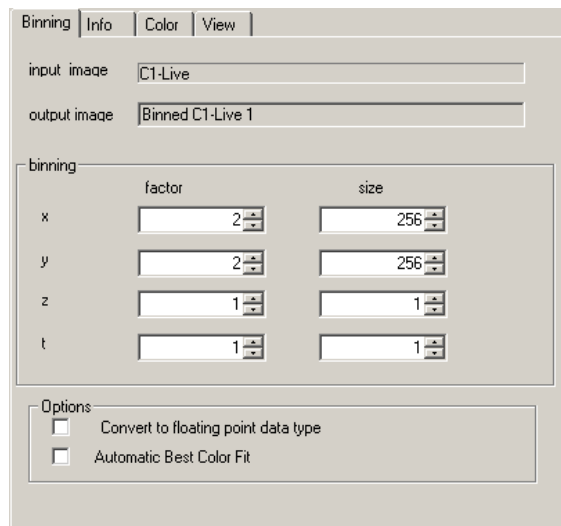 Binning Info Color View
input image C1-Live
output image Binned C1-Live 1
binning
factor size
x 2 256
y 2 256
z 1 1
t 1 1
Options
Convert to floating point data type
Automatic Best Color Fit